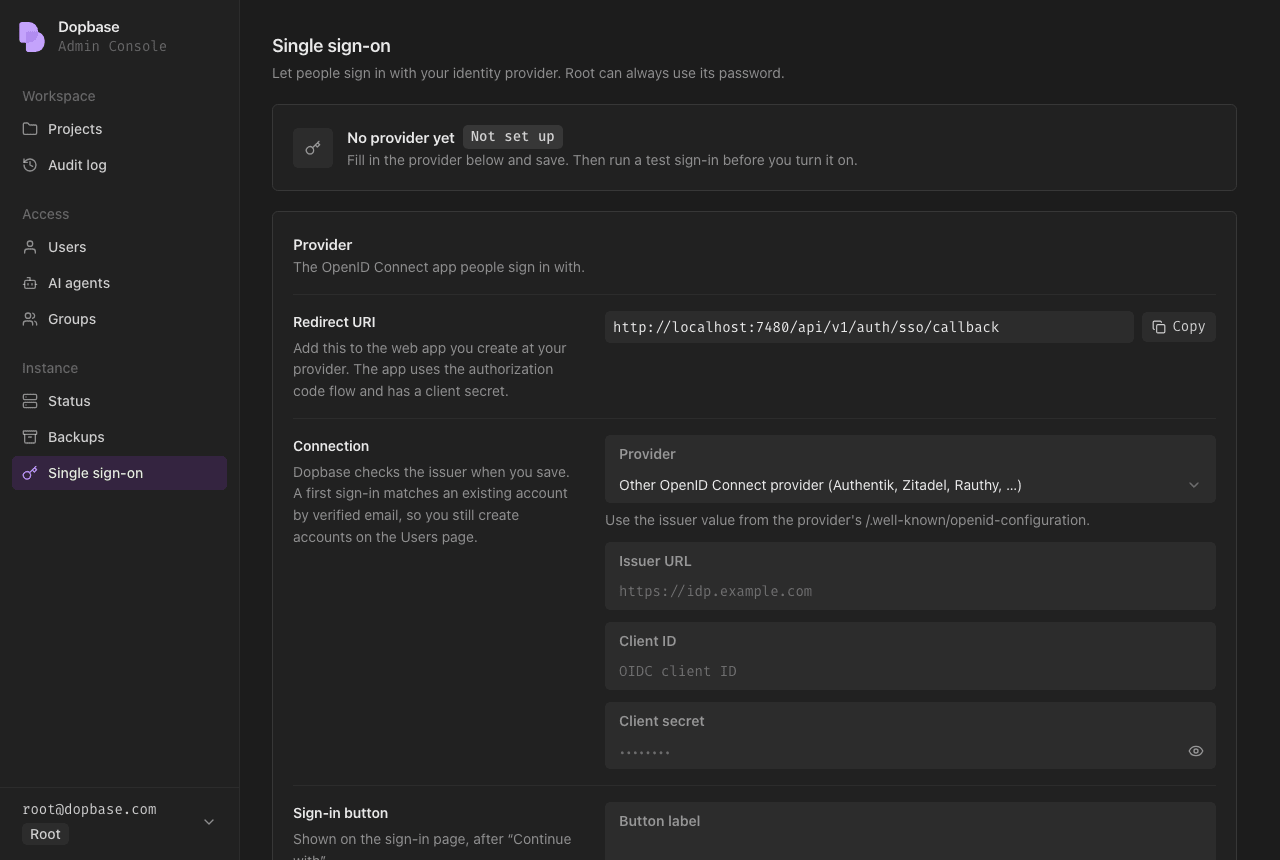 Dopbase
Admin Console
Workspace
Projects
Audit log
Access
Users
AI agents
Groups
Instance
Status
Backups
Single sign-on
root@dopbase.com
Root
Single sign-on
Let people sign in with your identity provider. Root can always use its password.
No provider yet Not set up
Fill in the provider below and save. Then run a test sign-in before you turn it on.
Provider
The OpenID Connect app people sign in with.
Redirect URI
Add this to the web app you create at your
provider. The app uses the authorization
code flow and has a client secret.
http://localhost:7480/api/v1/auth/sso/callback
Copy
Connection
Dopbase checks the issuer when you save.
A first sign-in matches an existing account
by verified email, so you still create
accounts on the Users page.
Provider
Other OpenID Connect provider (Authentik, Zitadel, Rauthy, ...)
Use the issuer value from the provider's /.well-known/openid-configuration.
Issuer URL
https://idp.example.com
Client ID
OIDC client ID
Client secret
••••••••
Sign-in button
Shown on the sign-in page, after “Continue
with”
Button label